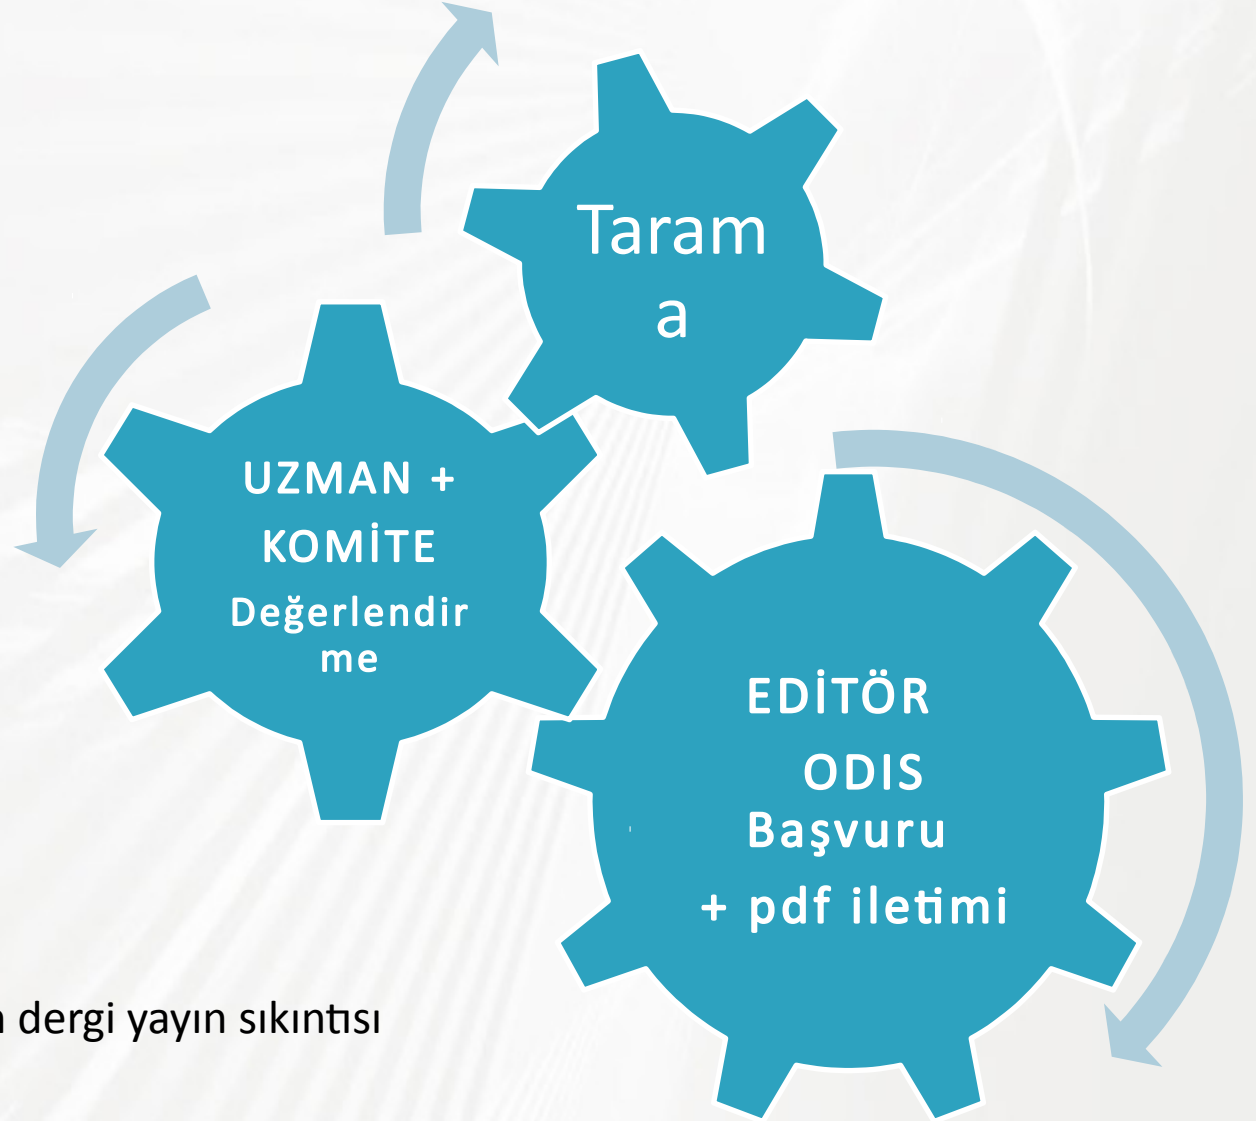 Taram
a
UZMAN +
KOMİTE
Değerlendir
me
EDİTÖR
ODIS
Başvuru
+ pdf iletimi
dergi yayın sıkıntısı